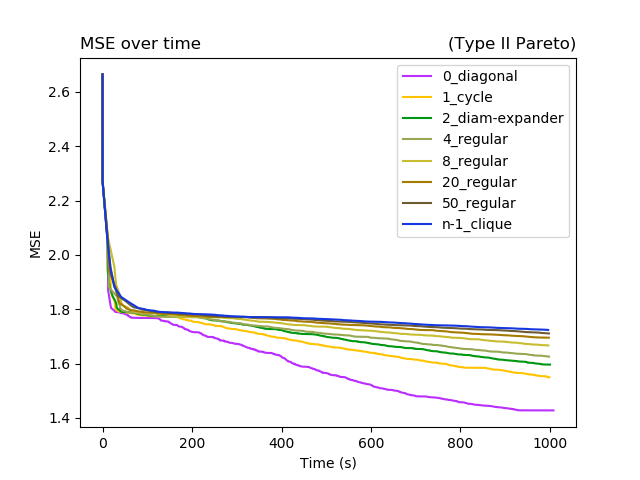 MSE over time (Type II Pareto)
0_diagonal
1_cycle
2_diam-expander
4_regular
8_regular
20_regular
50_regular
n-1_clique
2.6
2.4
2.2
2.0
1.8
1.6
1.4
MSE
0 200 400 600 800 1000
Time (s)